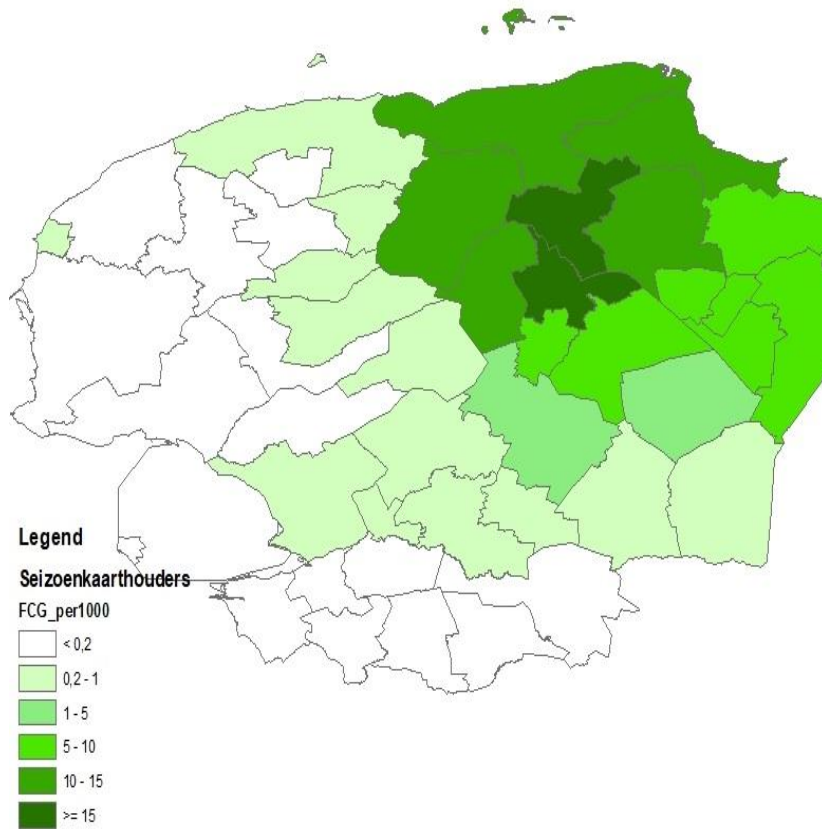 Legend
Seizoenkaarthouders
FCG_per1000
< 0,2
0,2 - 1
1 - 5
5 - 10
10 - 15
>= 15